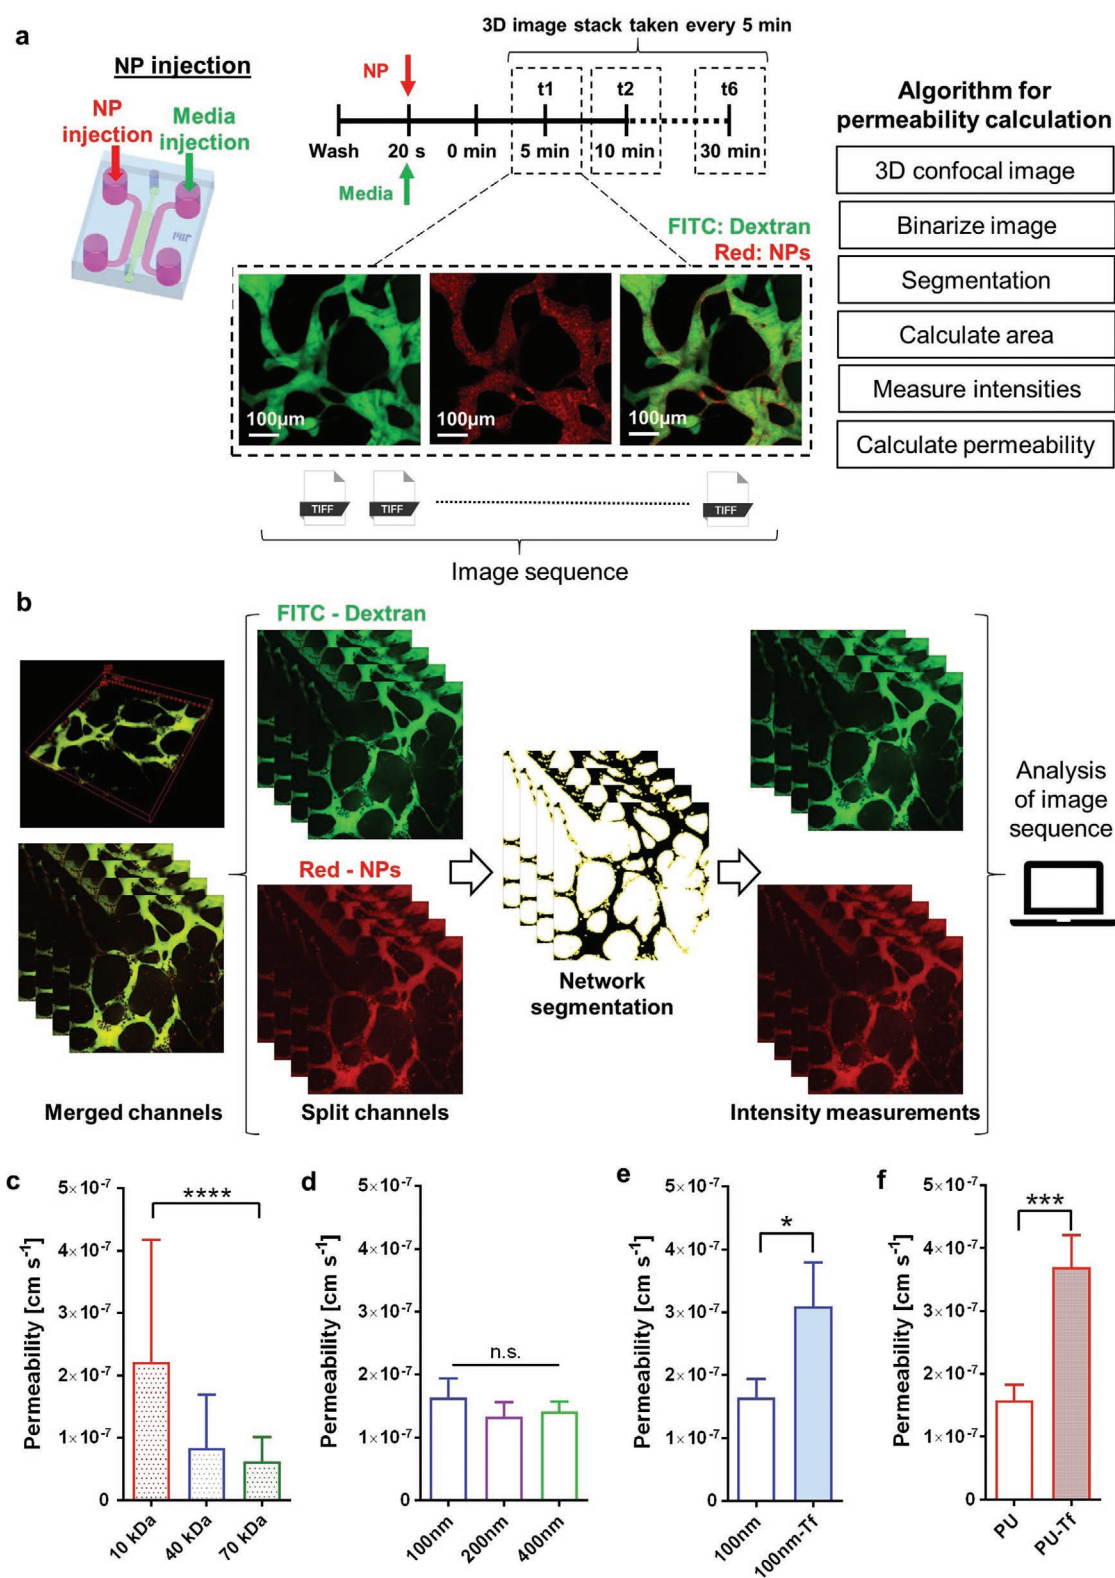 a
3D image stack taken every 5 min
NP injection
NP
injection
Media
injection
NP
t1
t2
t6
Wash
20 s
0 min
5 min
10 min
30 min
Media
FITC: Dextran
Red: NPs
100µm
100µm
100µm
TIFF
TIFF
TIFF
Image sequence
Algorithm for
permeability calculation
3D confocal image
Binarize image
Segmentation
Calculate area
Measure intensities
Calculate permeability
b
FITC - Dextran
Red - NPs
Merged channels
Split channels
Network
segmentation
Intensity measurements
Analysis
of image
sequence
c
Permeability [cm s⁻¹]
5×10⁻⁷
4×10⁻⁷
3×10⁻⁷
2×10⁻⁷
1×10⁻⁷
0
****
10 kDa
40 kDa
70 kDa
d
Permeability [cm s⁻¹]
5×10⁻⁷
4×10⁻⁷
3×10⁻⁷
2×10⁻⁷
1×10⁻⁷
0
n.s.
100nm
200nm
400nm
e
Permeability [cm s⁻¹]
5×10⁻⁷
4×10⁻⁷
3×10⁻⁷
2×10⁻⁷
1×10⁻⁷
0
*
100nm
100nm-Tf
f
Permeability [cm s⁻¹]
5×10⁻⁷
4×10⁻⁷
3×10⁻⁷
2×10⁻⁷
1×10⁻⁷
0
***
PU
PU-Tf